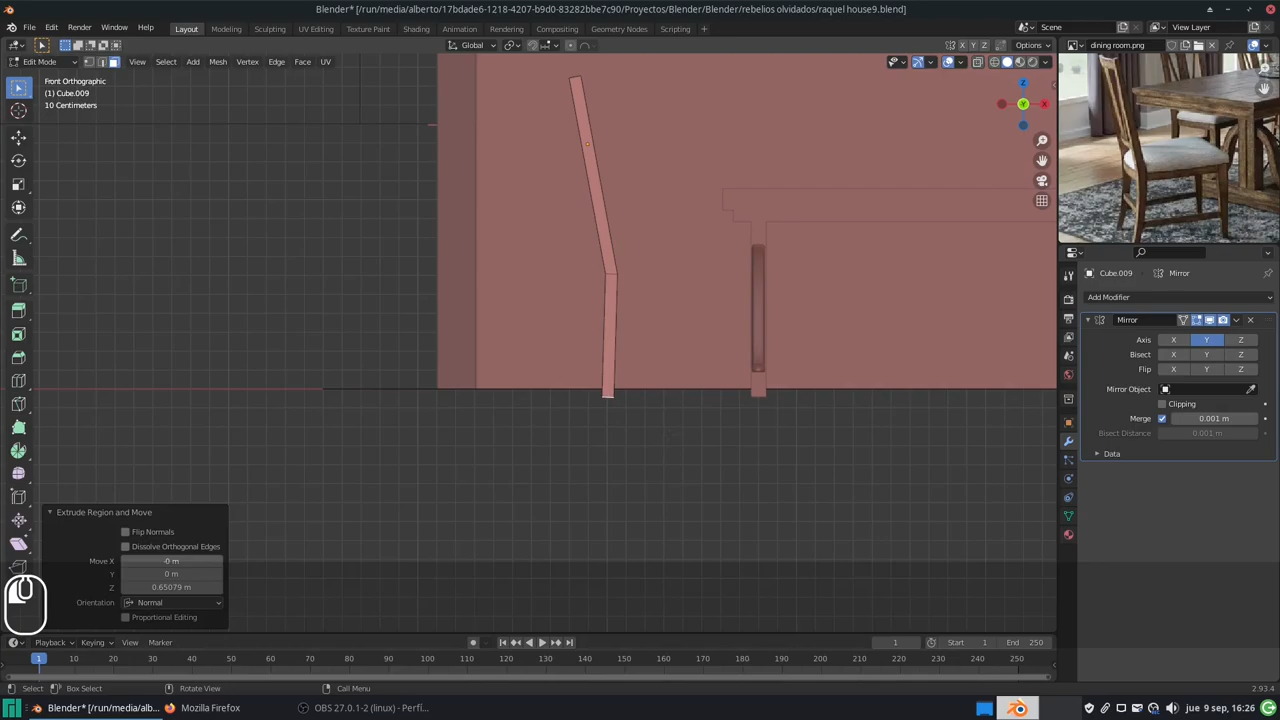 Blender* [/run/media/alberto/17bdade6-1218-4207-b9d0-83282bbe7c90/Proyectos/Blender/Blender/rebelios olvidados/raquel house9.blend]
File Edit Render Window Help Layout Modeling Sculpting UV Editing Texture Paint Shading Animation Rendering Compositing Geometry Nodes Scripting Scene View Layer
Global X Y Z Options dining room.png
Edit Mode View Select Add Mesh Vertex Edge Face UV
Front Orthographic
(1) Cube.009
10 Centimeters
Z
Y
X
Cube.009 Mirror
Add Modifier
Mirror
Axis X Y Z
Bisect X Y Z
Flip X Y Z
Mirror Object
Clipping
Merge 0.001 m
Bisect Distance 0.001 m
Data
Extrude Region and Move
Flip Normals
Dissolve Orthogonal Edges
Move X -0 m
Y 0 m
Z 0.65079 m
Orientation Normal
Proportional Editing
Playback Keying View Marker 1 Start 1 End 250
1 10 20 30 40 50 60 70 80 90 100 110 120 130 140 150 160 170 180 190 200 210 220 230 240 250
Select Box Select Rotate View Call Menu 2.93.4
Blender* [/run/media/alb... Mozilla Firefox OBS 27.0.1-2 (linux) - Perfi... jue 9 sep, 16:26